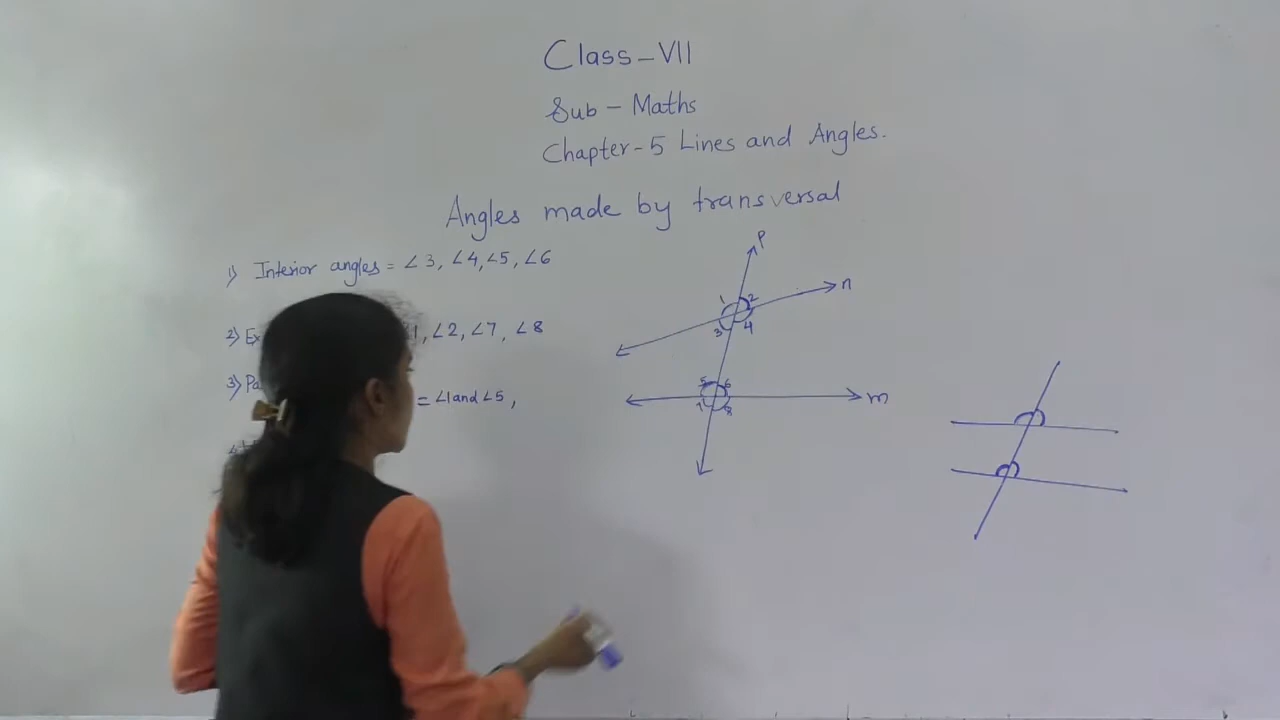 Class-VII
Sub - Maths
Chapter-5 Lines and Angles.
Angles made by transversal
1) Interior angles = ∠3, ∠4, ∠5, ∠6
2) Ex 1, ∠2, ∠7, ∠8
3) Pa
= ∠1 and ∠5,
P
n
1 2
3 4
5 6
7 8
m